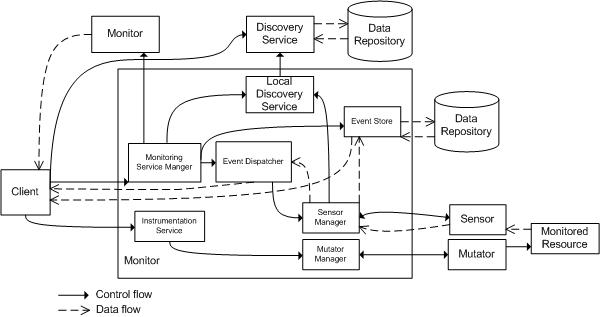 Monitor
Discovery
Service
Data
Repository
Local
Discovery
Service
Event Store
Data
Repository
Monitoring
Service Manger
Event Dispatcher
Client
Instrumentation
Service
Sensor
Manager
Sensor
Monitored
Resource
Mutator
Manager
Mutator
Monitor
Control flow
Data flow